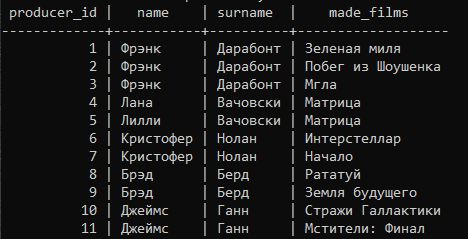 producer_id | name | surname | made_films
-------------+-----------+-----------+-------------------
1 | Фрэнк | Дарабонт | Зеленая миля
2 | Фрэнк | Дарабонт | Побег из Шоушенка
3 | Фрэнк | Дарабонт | Мгла
4 | Лана | Вачовски | Матрица
5 | Лилли | Вачовски | Матрица
6 | Кристофер | Нолан | Интерстеллар
7 | Кристофер | Нолан | Начало
8 | Брэд | Берд | Рататуй
9 | Брэд | Берд | Земля будущего
10 | Джеймс | Ганн | Стражи Галлактики
11 | Джеймс | Ганн | Мстители: Финал